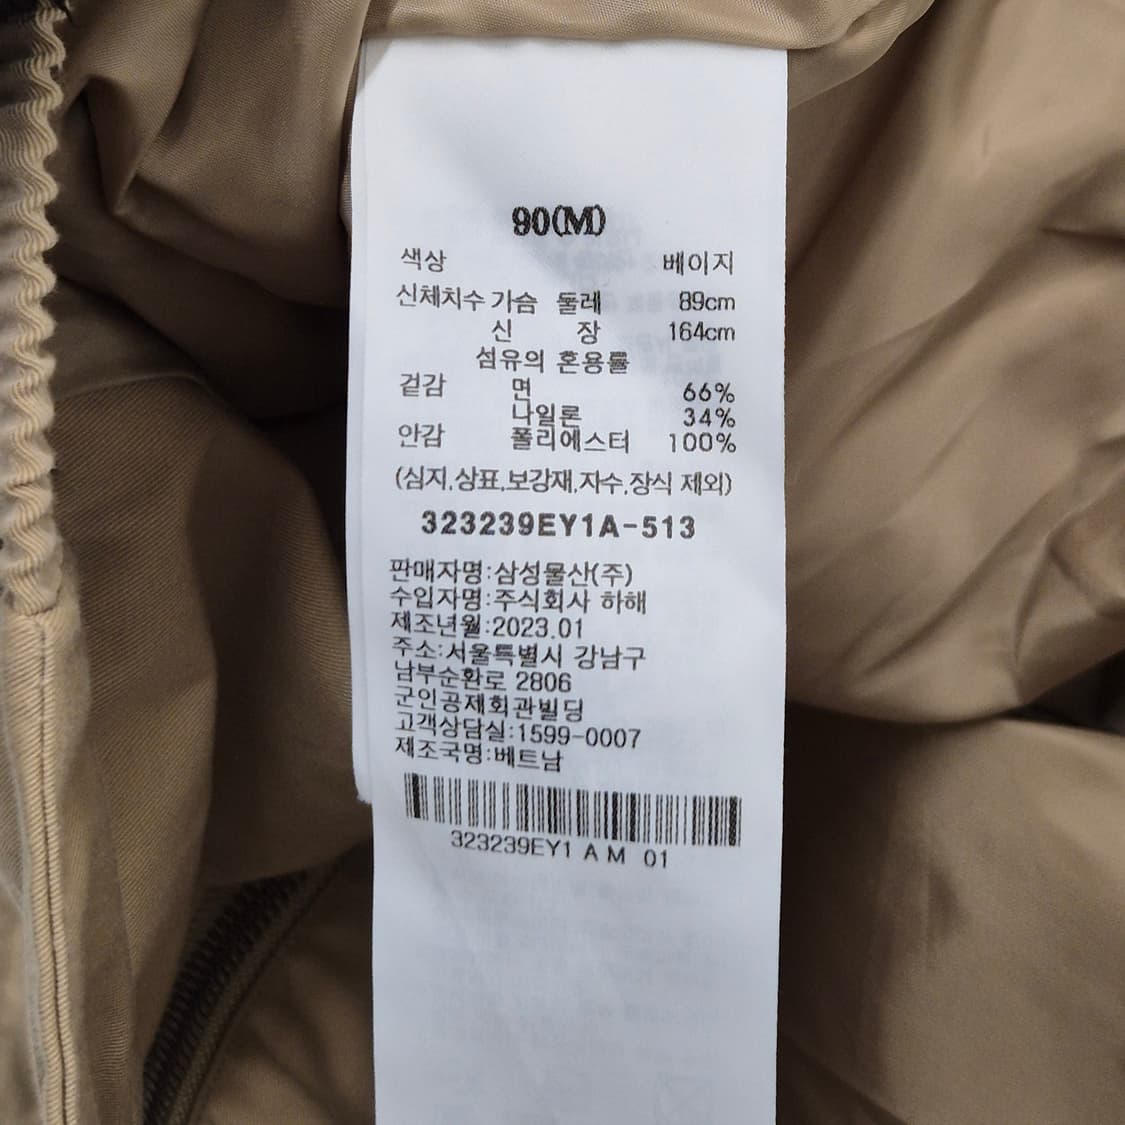 90(M)
색상 베이지
신체치수 가슴 둘레 89cm
신 장 164cm
섬유의 혼용률
겉감 면 66%
나일론 34%
안감 폴리에스터 100%
(심지,상표,보강재,자수,장식 제외)
323239EY1A-513
판매자명:삼성물산(주)
수입자명:주식회사 하해
제조년월:2023.01
주소:서울특별시 강남구
남부순환로 2806
군인공제회관빌딩
고객상담실:1599-0007
제조국명:베트남
323239EY1 A M 01